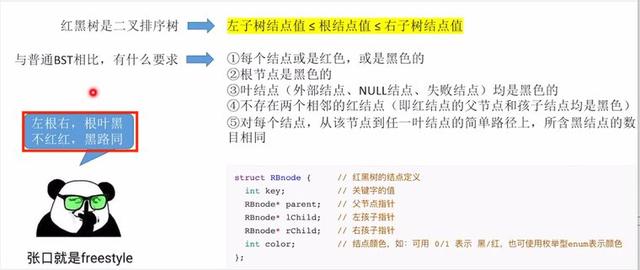 红黑树是二叉排序树
左子树结点值 ≤ 根结点值 ≤ 右子树结点值
与普通BST相比，有什么要求
①每个结点或是红色，或是黑色的
②根节点是黑色的
③叶结点（外部结点、NULL结点、失败结点）均是黑色的
④不存在两个相邻的红结点（即红结点的父节点和孩子结点均是黑色）
⑤对每个结点，从该节点到任一叶结点的简单路径上，所含黑结点的数
目相同
左根右，根叶黑
不红红，黑路同
张口就是freestyle
struct RBnode { // 红黑树的结点定义
int key; // 关键字的值
RBnode* parent; // 父节点指针
RBnode* lChild; // 左孩子指针
RBnode* rChild; // 右孩子指针
int color; // 结点颜色，如：可用 0/1 表示 黑/红，也可使用枚举型enum表示颜色
};